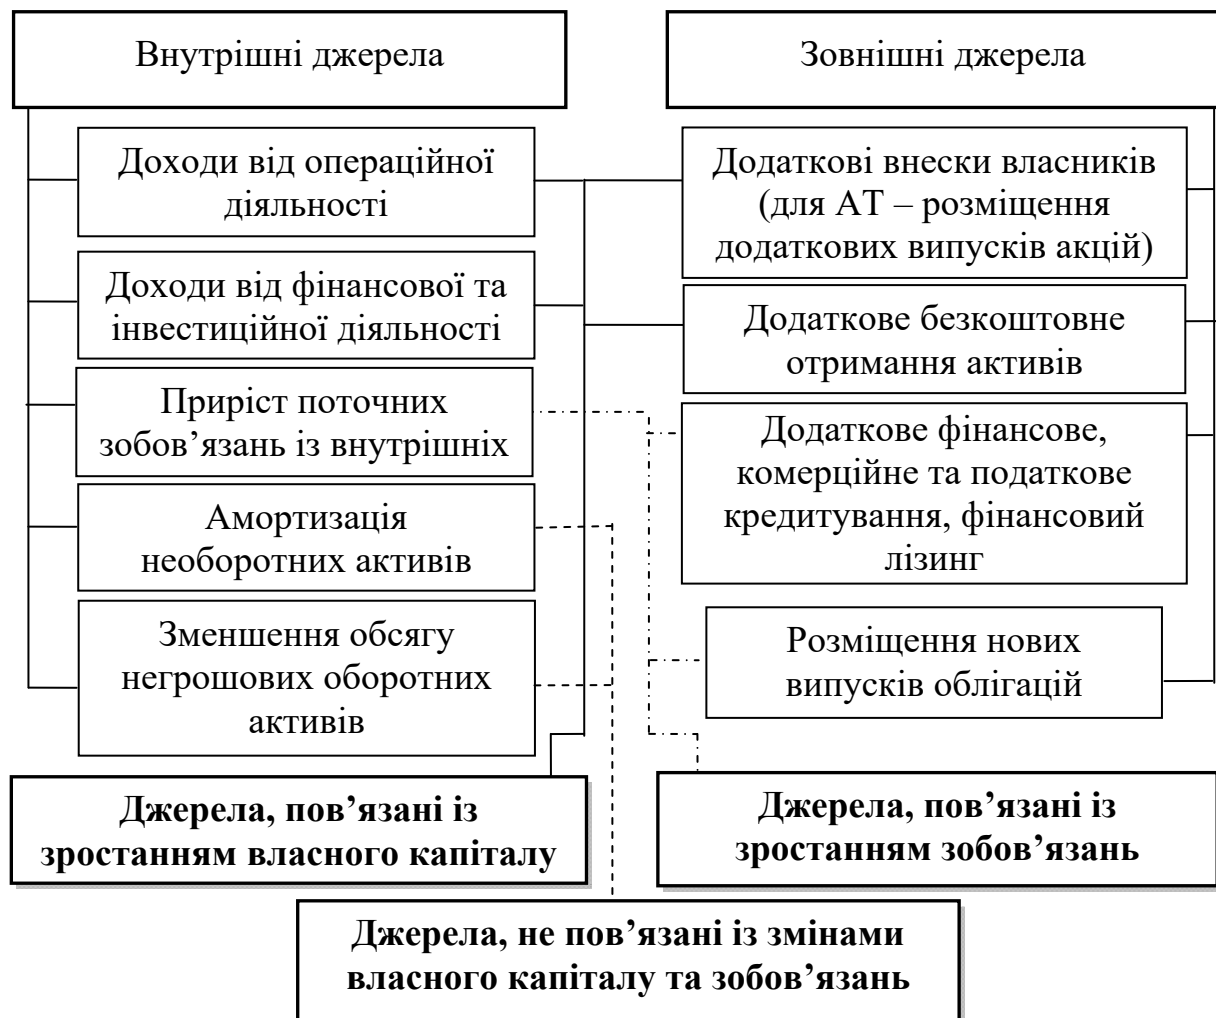 Внутрішні джерела
Зовнішні джерела
Доходи від операційної
діяльності
Доходи від фінансової та
інвестиційної діяльності
Приріст поточних
зобов’язань із внутрішніх
Амортизація
необоротних активів
Зменшення обсягу
негрошових оборотних
активів
Додаткові внески власників
(для АТ – розміщення
додаткових випусків акцій)
Додаткове безкоштовне
отримання активів
Додаткове фінансове,
комерційне та податкове
кредитування, фінансовий
лізинг
Розміщення нових
випусків облігацій
Джерела, пов’язані із
зростанням власного капіталу
Джерела, пов’язані із
зростанням зобов’язань
Джерела, не пов’язані із змінами
власного капіталу та зобов’язань